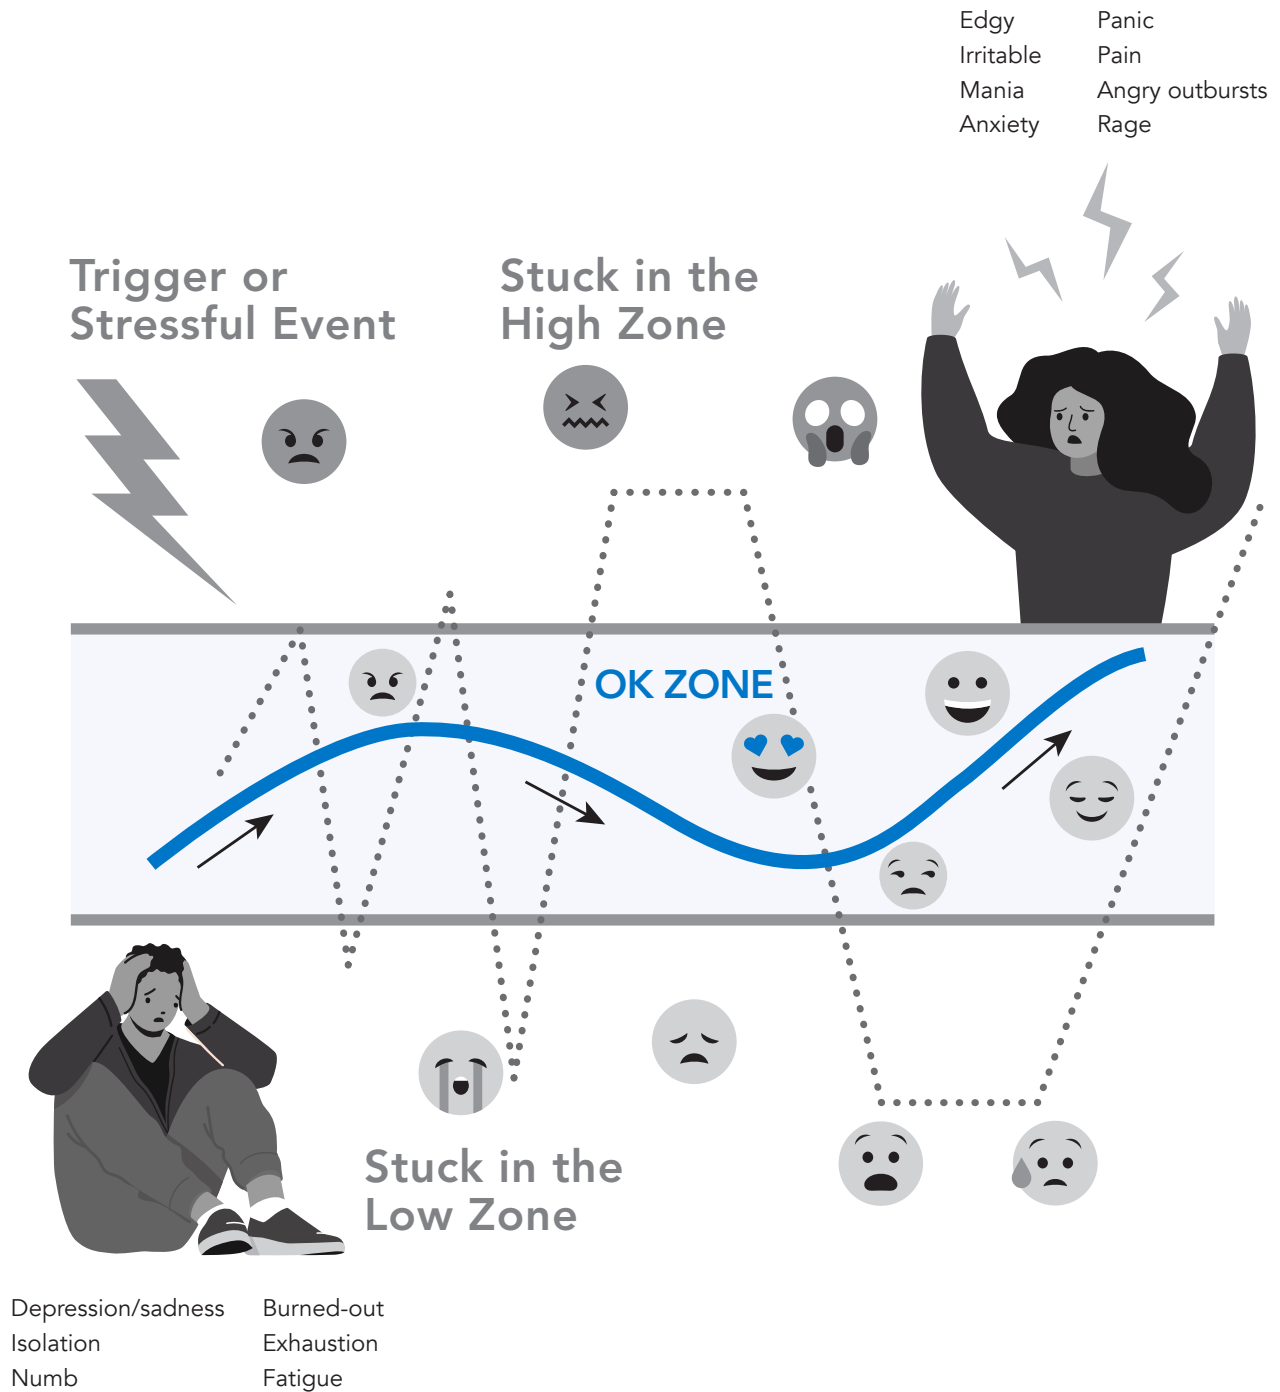 Edgy
Irritable
Mania
Anxiety
Panic
Pain
Angry outbursts
Rage
Trigger or
Stressful Event
Stuck in the
High Zone
OK ZONE
Stuck in the
Low Zone
Depression/sadness
Isolation
Numb
Burned-out
Exhaustion
Fatigue